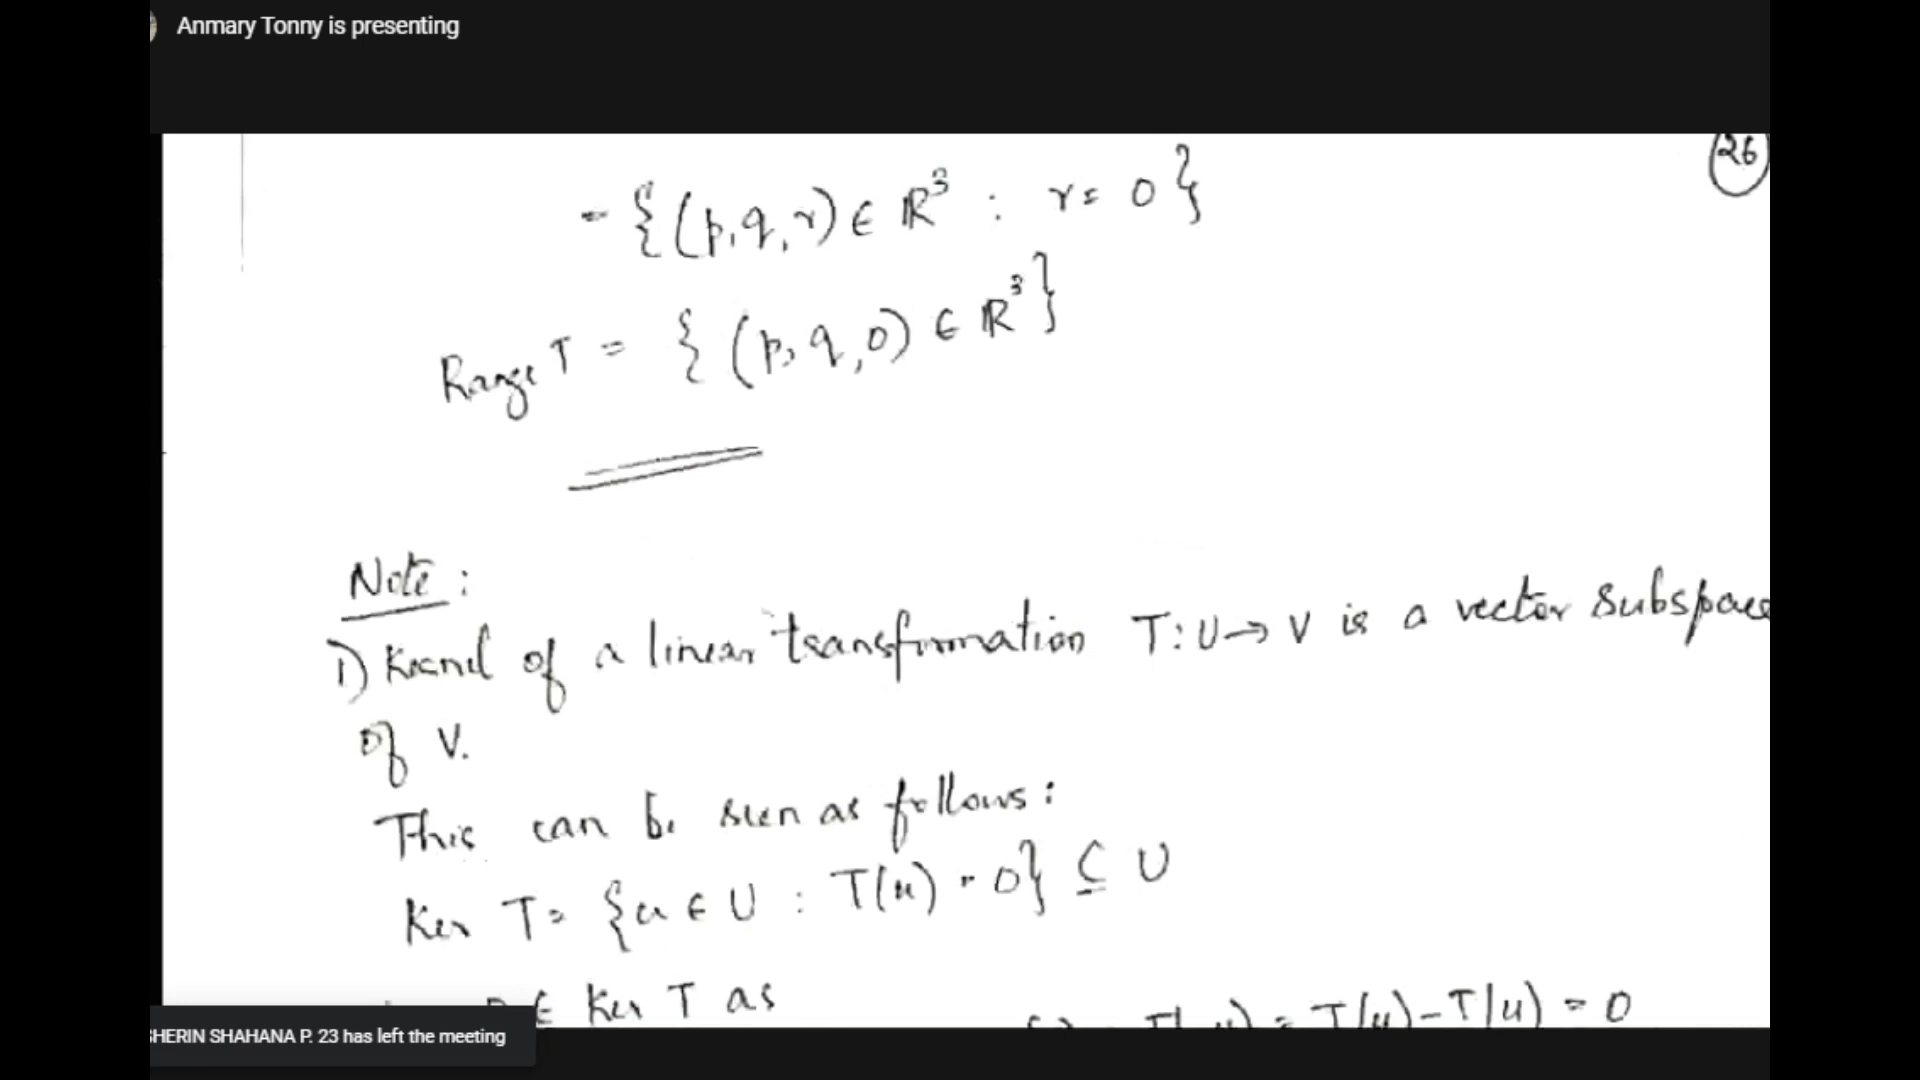 Anmary Tonny is presenting
26
= {(p,q,r) ∈ ℝ³ : r = 0}
Range T = {(p,q,0) ∈ ℝ³}
Note:
1) Kernel of a linear transformation T:U→V is a vector subspace
of V.
This can be seen as follows:
Ker T = {u ∈ U : T(u) = 0} ⊆ U
∈ Ker T as
= T(u)-T(u) = 0
SHERIN SHAHANA P. 23 has left the meeting